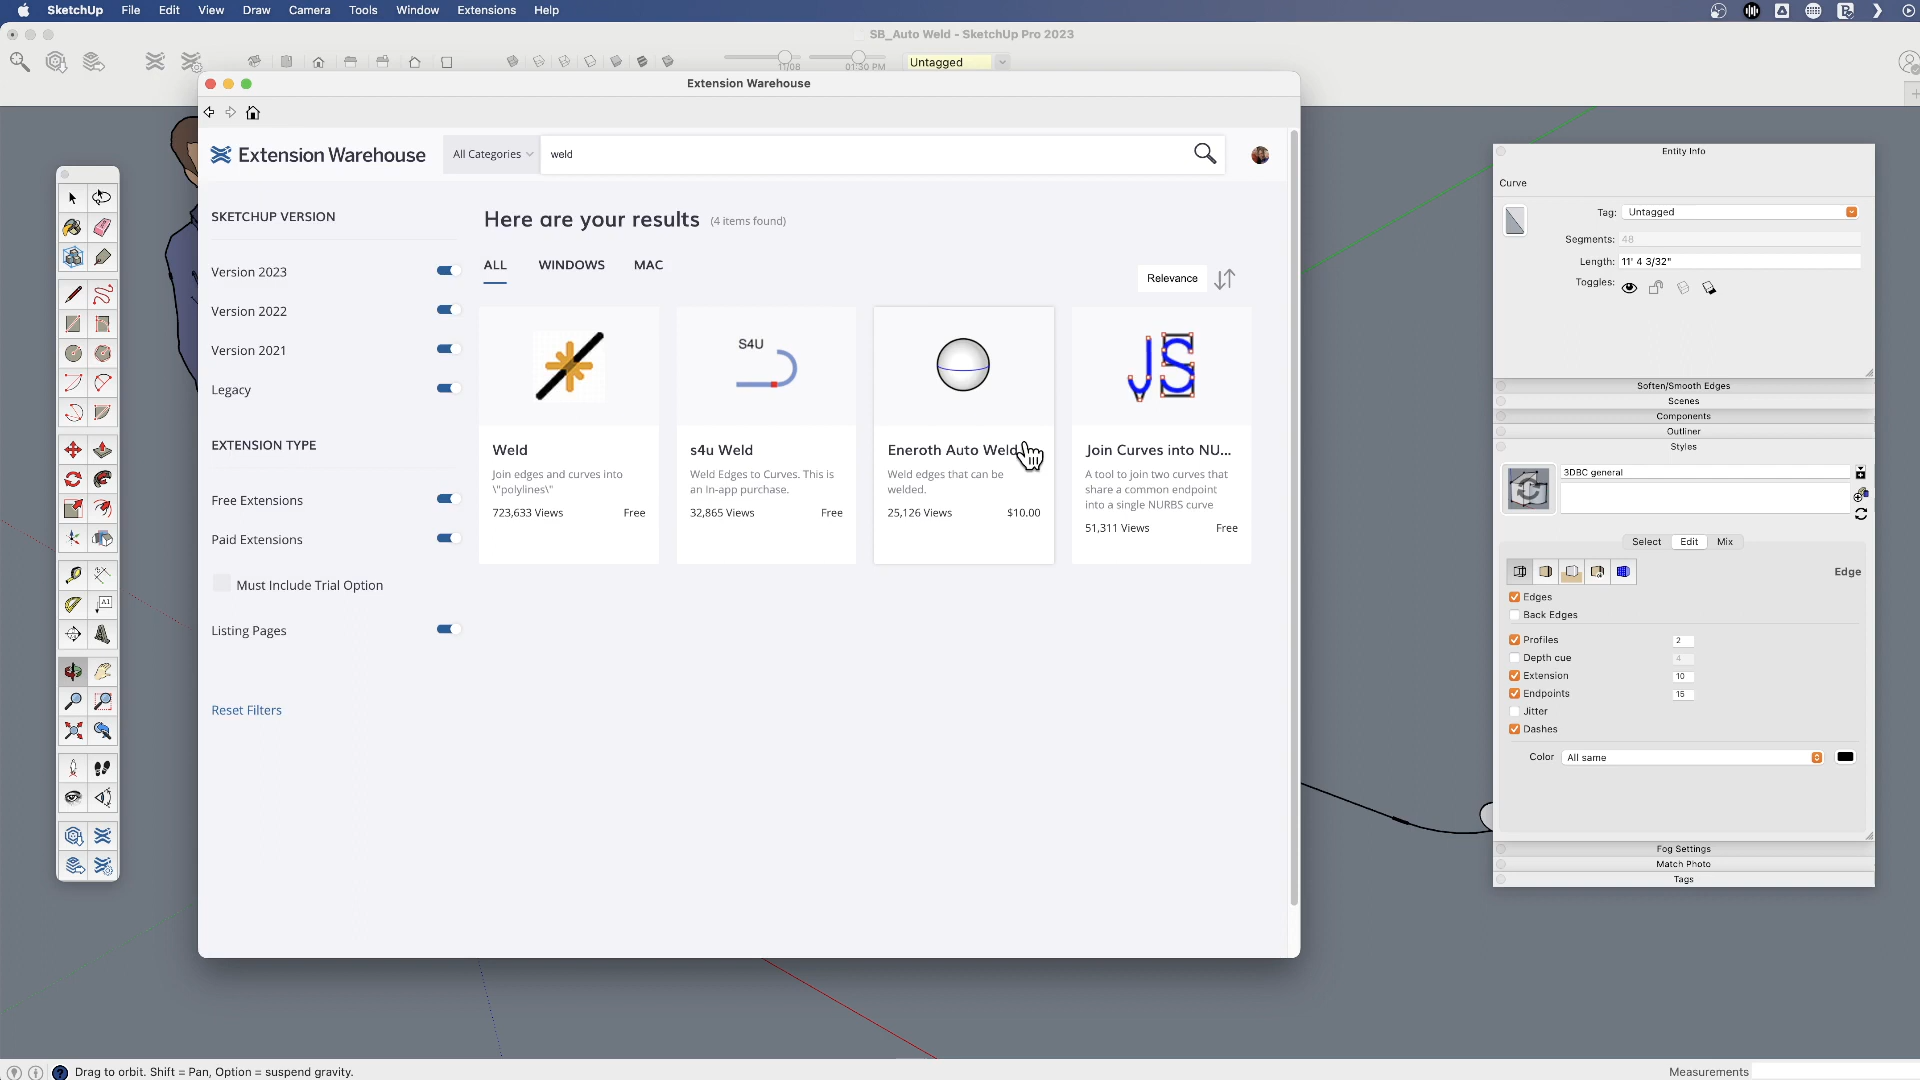 SketchUp File Edit View Draw Camera Tools Window Extensions Help
SB_Auto Weld - SketchUp Pro 2023
11/08
01:30 PM
Untagged
Extension Warehouse
Extension Warehouse
All Categories
weld
SKETCHUP VERSION
Version 2023
Version 2022
Version 2021
Legacy
EXTENSION TYPE
Free Extensions
Paid Extensions
Must Include Trial Option
Listing Pages
Reset Filters
Here are your results (4 items found)
ALL WINDOWS MAC
Relevance
Weld
Join edges and curves into
\"polylines\"
723,633 Views Free
S4U
s4u Weld
Weld Edges to Curves. This is
an In-app purchase.
32,865 Views Free
Eneroth Auto Weld
Weld edges that can be
welded.
25,126 Views $10.00
JS
Join Curves into NU...
A tool to join two curves that
share a common endpoint
into a single NURBS curve
51,311 Views Free
Entity Info
Curve
Tag: Untagged
Segments: 48
Length: 11' 4 3/32"
Toggles:
Soften/Smooth Edges
Scenes
Components
Outliner
Styles
3DBC general
Select Edit Mix
Edge
Edges
Back Edges
Profiles 2
Depth cue 4
Extension 10
Endpoints 15
Jitter
Dashes
Color All same
Fog Settings
Match Photo
Tags
Drag to orbit. Shift = Pan, Option = suspend gravity.
Measurements